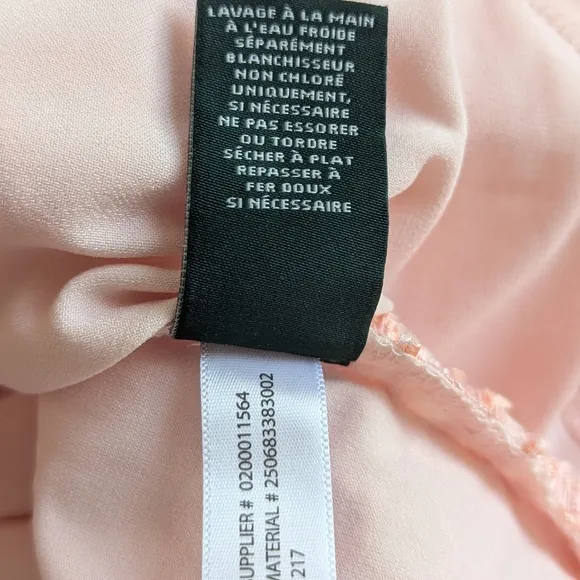 LAVAGE À LA MAIN
À L'EAU FROIDE
SÉPARÉMENT
BLANCHISSEUR
NON CHLORÉ
UNIQUEMENT,
SI NÉCESSAIRE
NE PAS ESSORER
OU TORDRE
SÉCHER À PLAT
REPASSER À
FER DOUX
SI NÉCESSAIRE
UPPLIER# 0200011564
MATERIAL # 250683383002
217